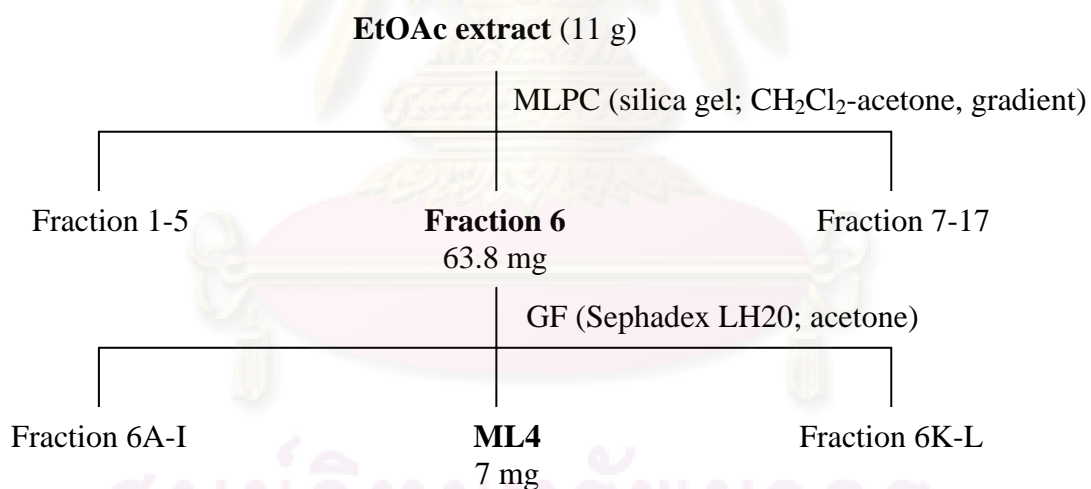 EtOAc extract (11 g)
MLPC (silica gel; CH₂Cl₂-acetone, gradient)
Fraction 1-5 Fraction 6 Fraction 7-17
63.8 mg
GF (Sephadex LH20; acetone)
Fraction 6A-I ML4 Fraction 6K-L
7 mg